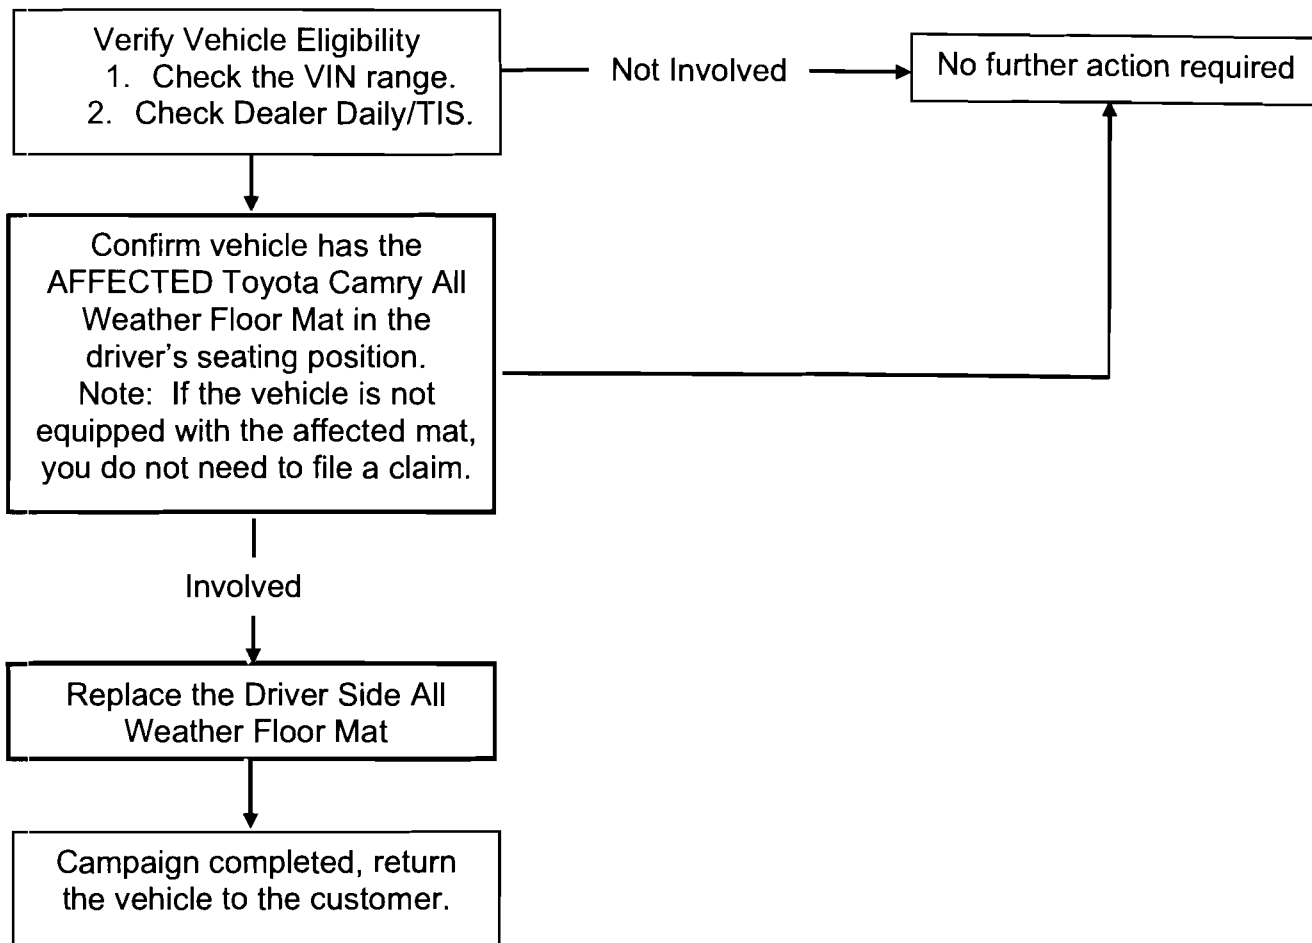 Verify Vehicle Eligibility
1. Check the VIN range.
2. Check Dealer Daily/TIS.
Not Involved
No further action required
Confirm vehicle has the
AFFECTED Toyota Camry All
Weather Floor Mat in the
driver's seating position.
Note: If the vehicle is not
equipped with the affected mat,
you do not need to file a claim.
Involved
Replace the Driver Side All
Weather Floor Mat
Campaign completed, return
the vehicle to the customer.